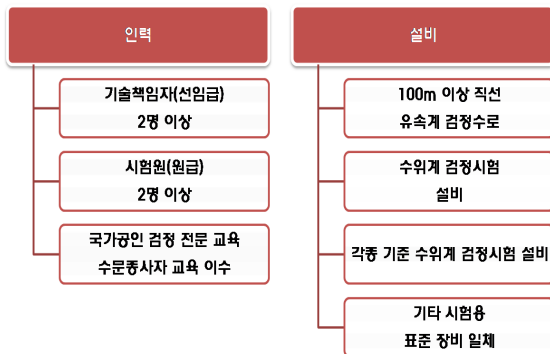 인력
기술책임자(선임급)
2명 이상
시험원(원급)
2명 이상
국가공인 검정 전문 교육
수문종사자 교육 이수
설비
100m 이상 직선
유속계 검정수로
수위계 검정시험
설비
각종 기준 수위계 검정시험 설비
기타 시험용
표준 장비 일체